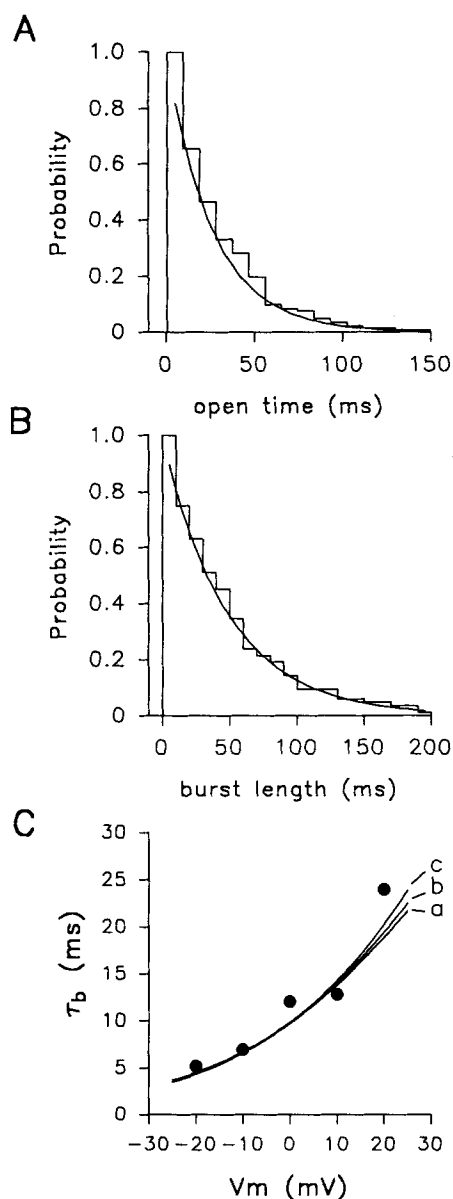 A
Probability
1.0
0.8
0.6
0.4
0.2
0
0 50 100 150
open time (ms)
B
Probability
1.0
0.8
0.6
0.4
0.2
0
0 50 100 150 200
burst length (ms)
C
τb (ms)
30
25
20
15
10
5
0
c
b
a
−30 −20 −10 0 10 20 30
Vm (mV)